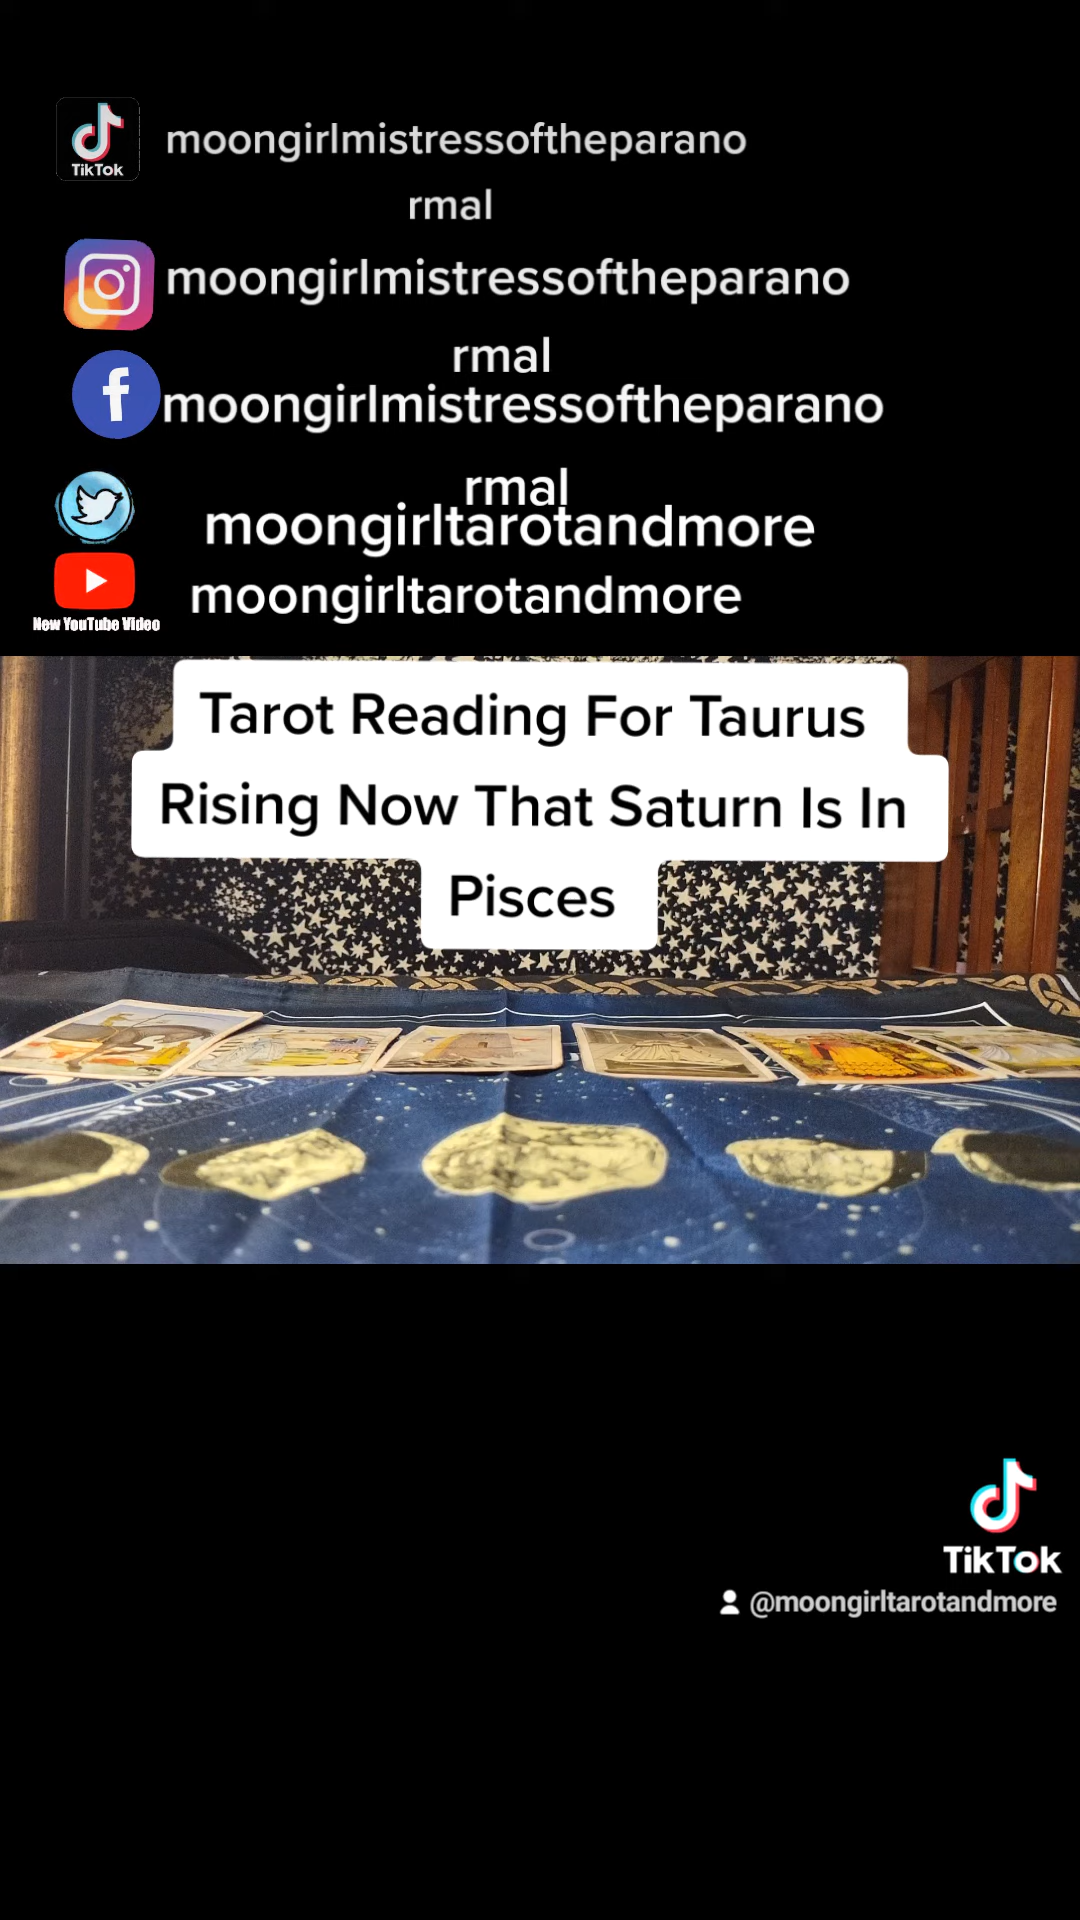 TikTok
moongirlmistressoftheparano
rmal
moongirlmistressoftheparano
rmal
moongirlmistressoftheparano
rmal
moongirltarotandmore
moongirltarotandmore
New YouTube Video
Tarot Reading For Taurus
Rising Now That Saturn Is In
Pisces
BCDEF
TikTok
@moongirltarotandmore